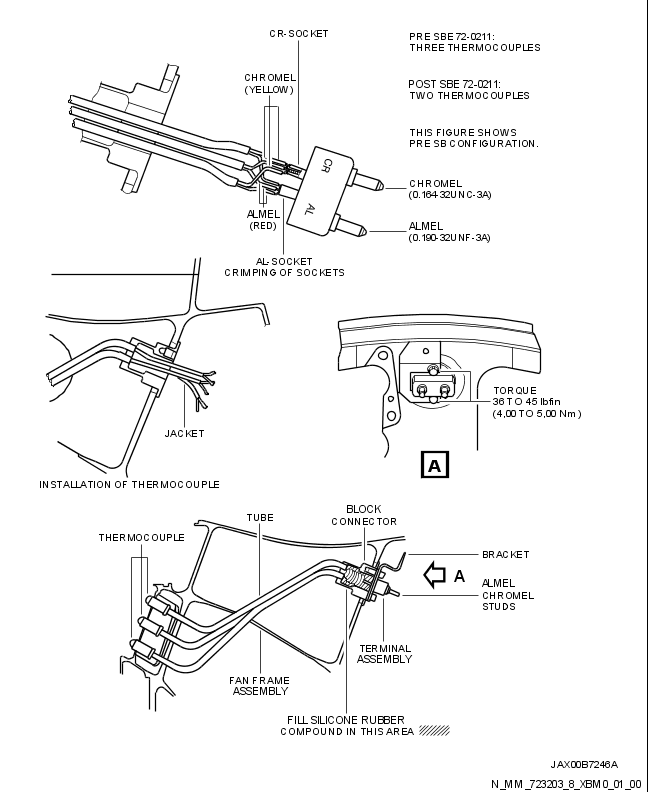 CR-SOCKET
PRE SBE 72-0211:
THREE THERMOCOUPLES
CHROMEL
(YELLOW)
POST SBE 72-0211:
TWO THERMOCOUPLES
THIS FIGURE SHOWS
PRE SB CONFIGURATION.
CR
CHROMEL
(0.164-32UNC-3A)
AL
ALMEL
(RED)
ALMEL
(0.190-32UNF-3A)
AL-SOCKET
CRIMPING OF SOCKETS
TORQUE
36 TO 45 lbfin
(4,00 TO 5,00 Nm)
JACKET
A
INSTALLATION OF THERMOCOUPLE
BLOCK
CONNECTOR
TUBE
THERMOCOUPLE
BRACKET
A
ALMEL
CHROMEL
STUDS
TERMINAL
ASSEMBLY
FAN FRAME
ASSEMBLY
FILL SILICONE RUBBER
COMPOUND IN THIS AREA
JAX00B7246A
N_MM_723203_8_XBM0_01_00